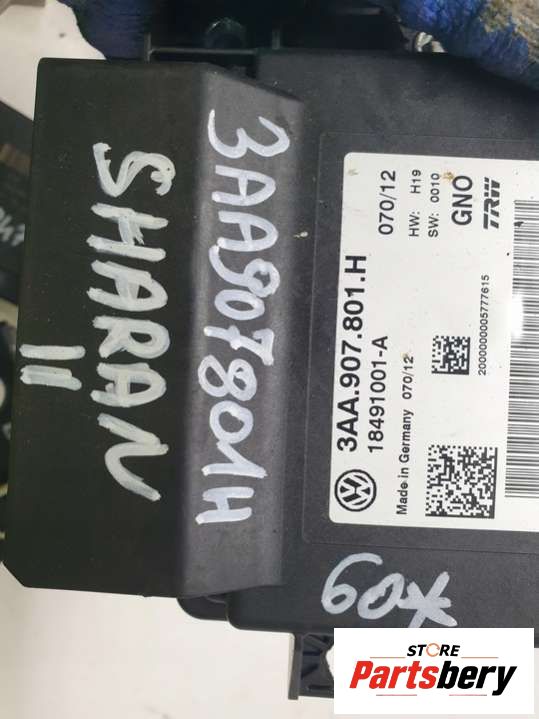 SHARAN
II
3AA907801H
3AA.907.801.H
18491001-A
Made in Germany 070/12
070/12
HW: H19
SW: 0010
GNO
TRW
20000000005777615
60*
STORE
Partsbery